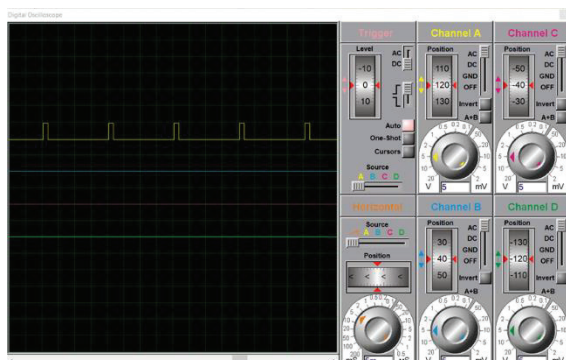 Digital Oscilloscope
Trigger
Level
AC
DC
-10
0
10
Auto
One-Shot
Cursors
Source
A B C D
Channel A
Position
AC
DC
GND
OFF
110
120
130
Invert
A+B
20
V
5
mV
Channel C
Position
AC
DC
GND
OFF
-50
-40
-30
Invert
A+B
20
V
5
mV
Horizontal
Source
A B C D
Position
Channel B
Position
AC
DC
GND
OFF
30
40
50
Invert
A+B
Channel D
Position
AC
DC
GND
OFF
-130
-120
-110
Invert
A+B